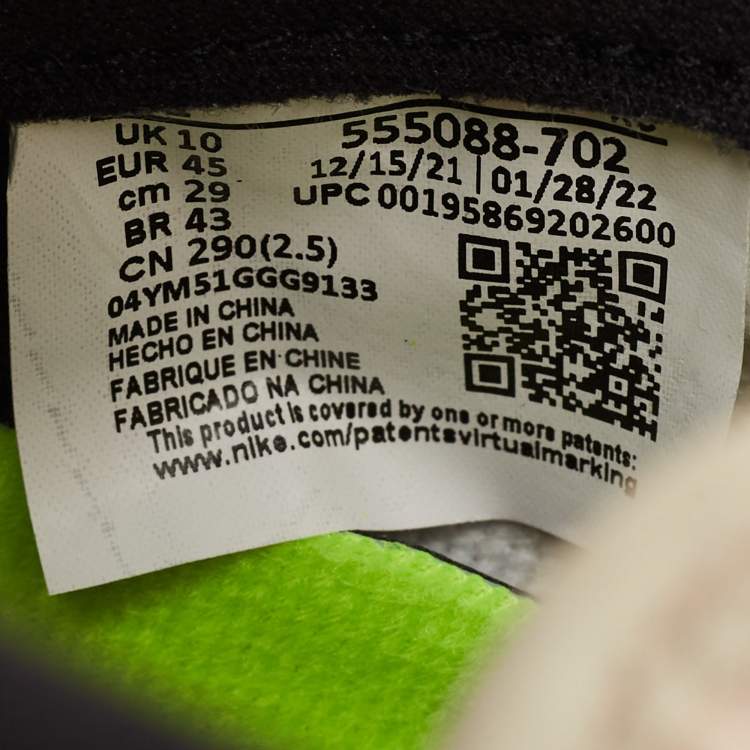 UK 10
EUR 45
cm 29
BR 43
CN 290(2.5)
04YM51GGG9133
MADE IN CHINA
HECHO EN CHINA
FABRIQUE EN CHINE
FABRICADO NA CHINA
555088-702
12/15/21 | 01/28/22
UPC 00195869202600
This product is covered by one or more patents:
www.nike.com/patentsvirtualmarking